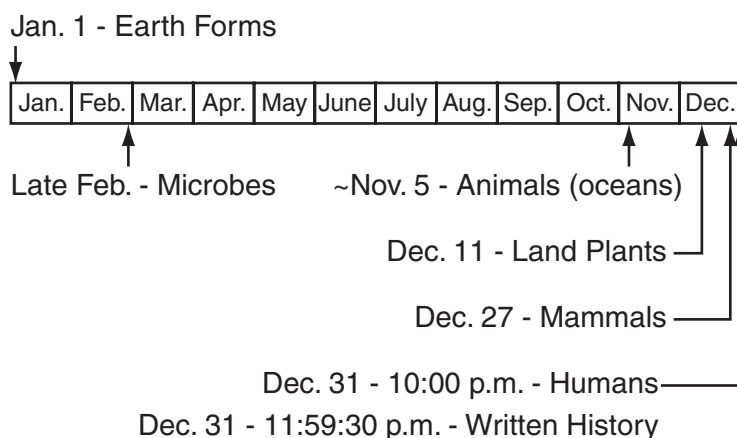 Jan. 1 - Earth Forms
Jan. Feb. Mar. Apr. May June July Aug. Sep. Oct. Nov. Dec.
Late Feb. - Microbes ~Nov. 5 - Animals (oceans)
Dec. 11 - Land Plants
Dec. 27 - Mammals
Dec. 31 - 10:00 p.m. - Humans
Dec. 31 - 11:59:30 p.m. - Written History